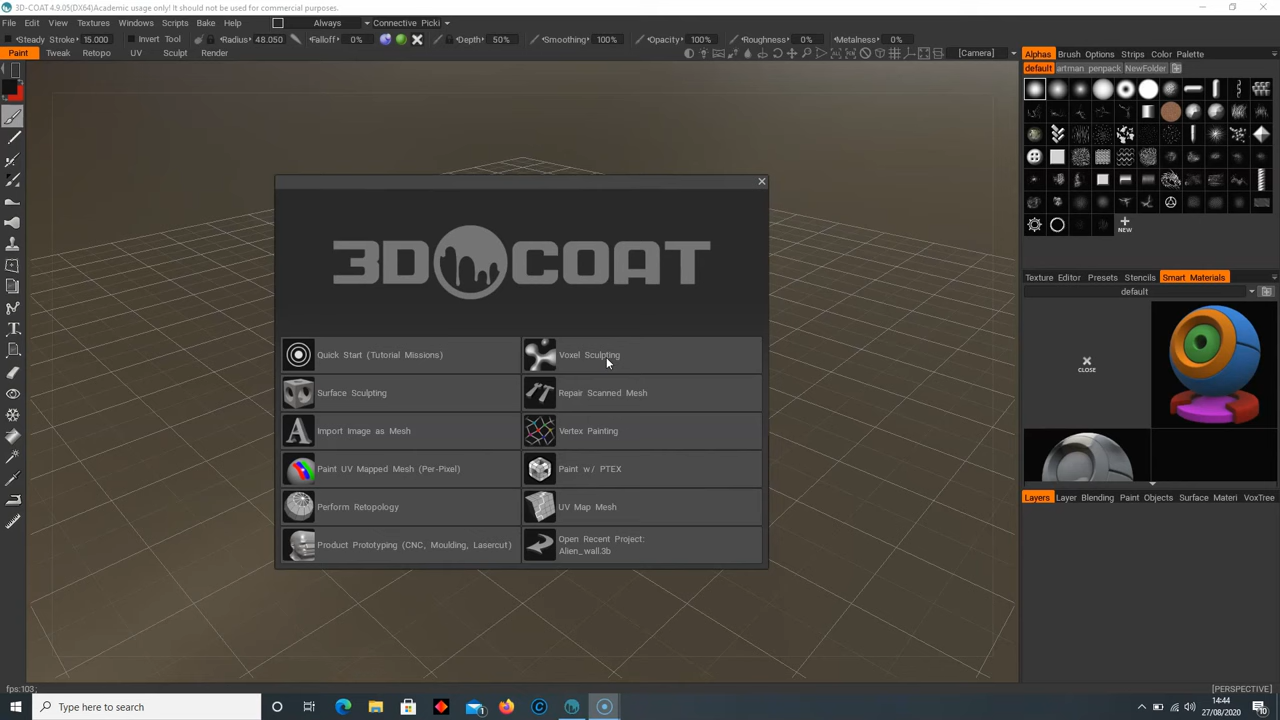 3D-COAT 4.9.05(DX64)Academic usage only! It should not be used for commercial purposes.
File Edit View Textures Windows Scripts Bake Help Always Connective Picki
Steady Stroke 15.000 Invert Tool Radius: 48.050 Falloff: 0% Depth: 50% Smoothing: 100% Opacity: 100% Roughness: 0% Metalness: 0%
Paint Tweak Retopo UV Sculpt Render [Camera]
Alphas Brush Options Strips Color Palette
default artman penpack NewFolder
NEW
3D COAT
Texture Editor Presets Stencils Smart Materials
default
CLOSE
Quick Start (Tutorial Missions) Voxel Sculpting
Surface Sculpting Repair Scanned Mesh
Import Image as Mesh Vertex Painting
Paint UV Mapped Mesh (Per-Pixel) Paint w/ PTEX
Perform Retopology UV Map Mesh
Product Prototyping (CNC, Moulding, Lasercut) Open Recent Project:
Alien_wall.3b
Layers Layer Blending Paint Objects Surface Materi VoxTree
fps:103; [PERSPECTIVE]
Type here to search
14:44
27/08/2020